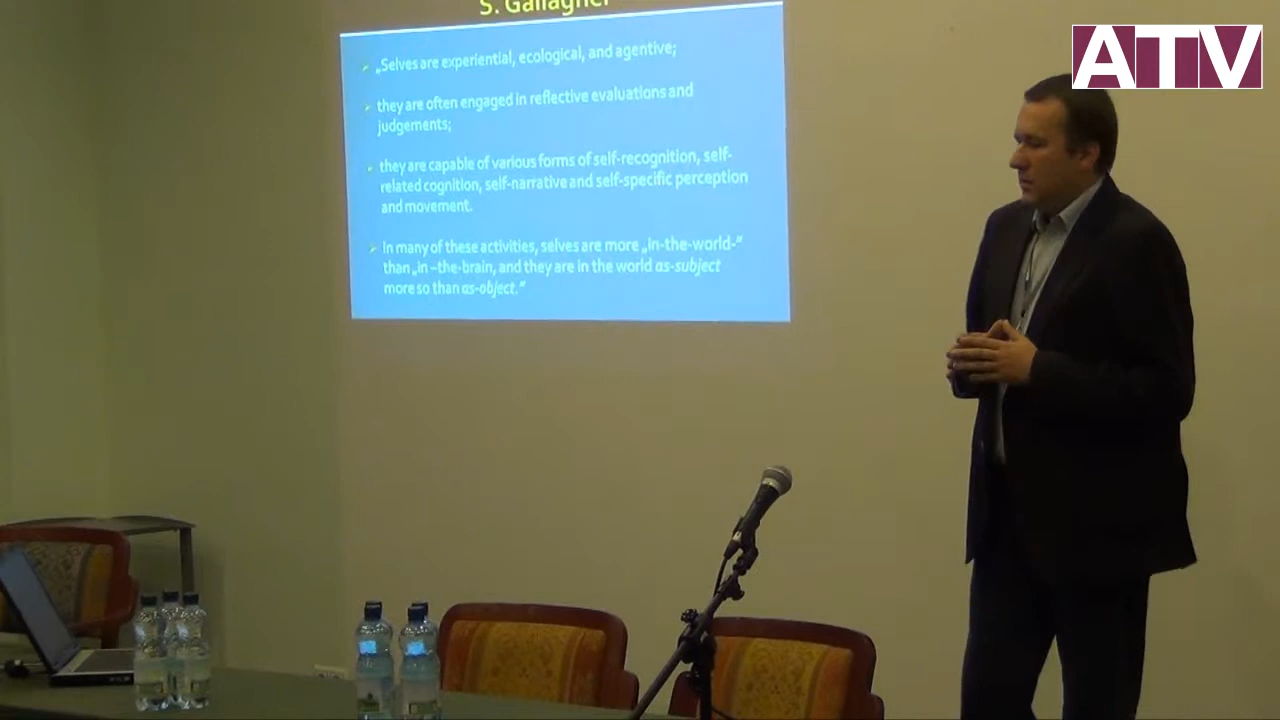 S. Gallagher
ATV
„Selves are experiential, ecological, and agentive;
they are often engaged in reflective evaluations and
judgements;
they are capable of various forms of self-recognition, self-
related cognition, self-narrative and self-specific perception
and movement.
In many of these activities, selves are more „in-the-world-“
than „in –the-brain, and they are in the world as-subject
more so than as-object.“